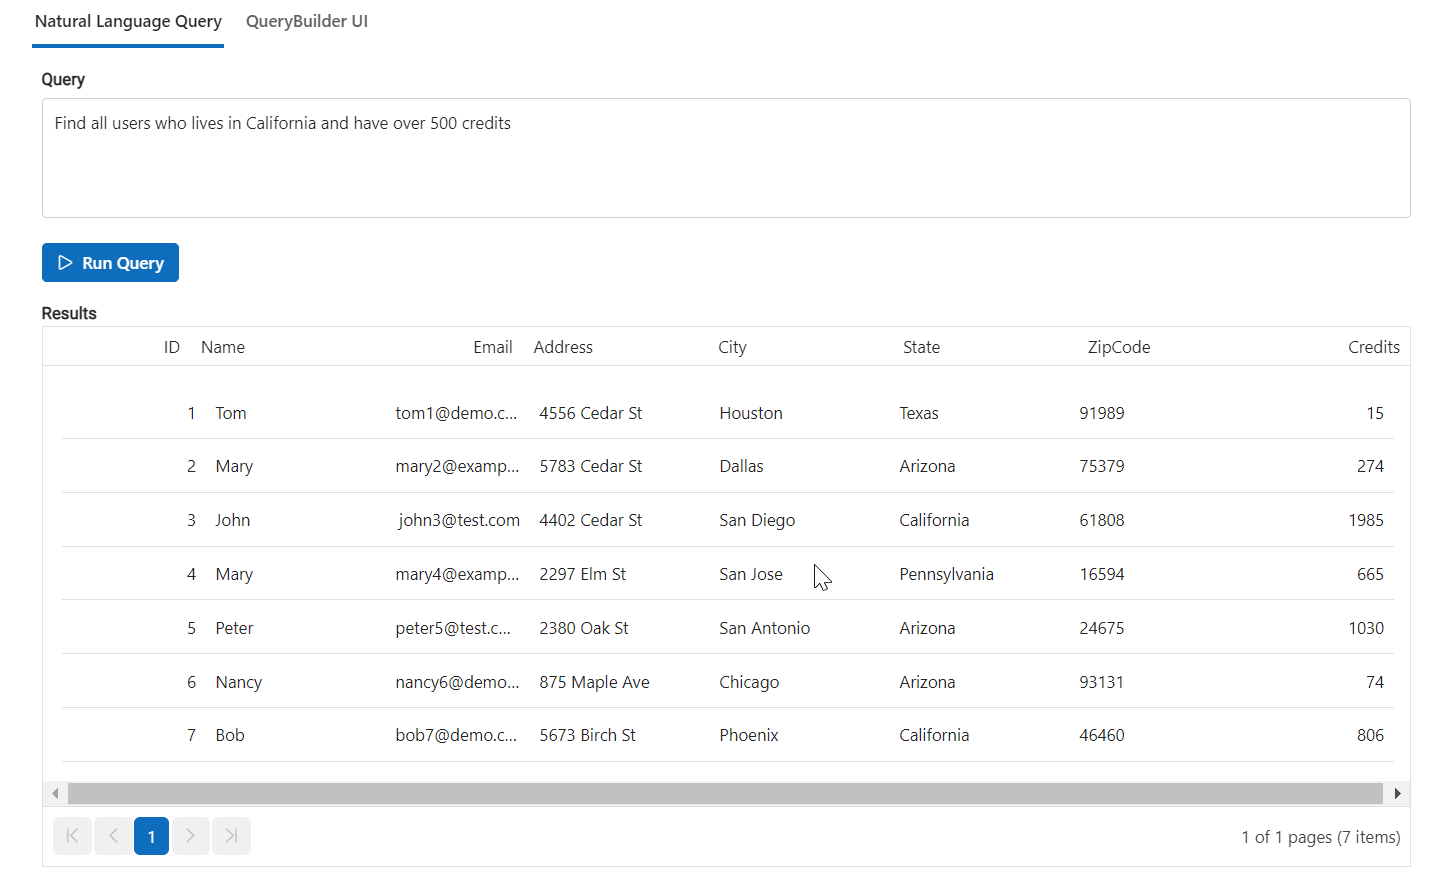 Natural Language Query QueryBuilder UI
Query
Find all users who lives in California and have over 500 credits
Run Query
Results
ID Name Email Address City State ZipCode Credits
1 Tom tom1@demo.c... 4556 Cedar St Houston Texas 91989 15
2 Mary mary2@examp... 5783 Cedar St Dallas Arizona 75379 274
3 John john3@test.com 4402 Cedar St San Diego California 61808 1985
4 Mary mary4@examp... 2297 Elm St San Jose Pennsylvania 16594 665
5 Peter peter5@test.c... 2380 Oak St San Antonio Arizona 24675 1030
6 Nancy nancy6@demo... 875 Maple Ave Chicago Arizona 93131 74
7 Bob bob7@demo.c... 5673 Birch St Phoenix California 46460 806
1 1 of 1 pages (7 items)